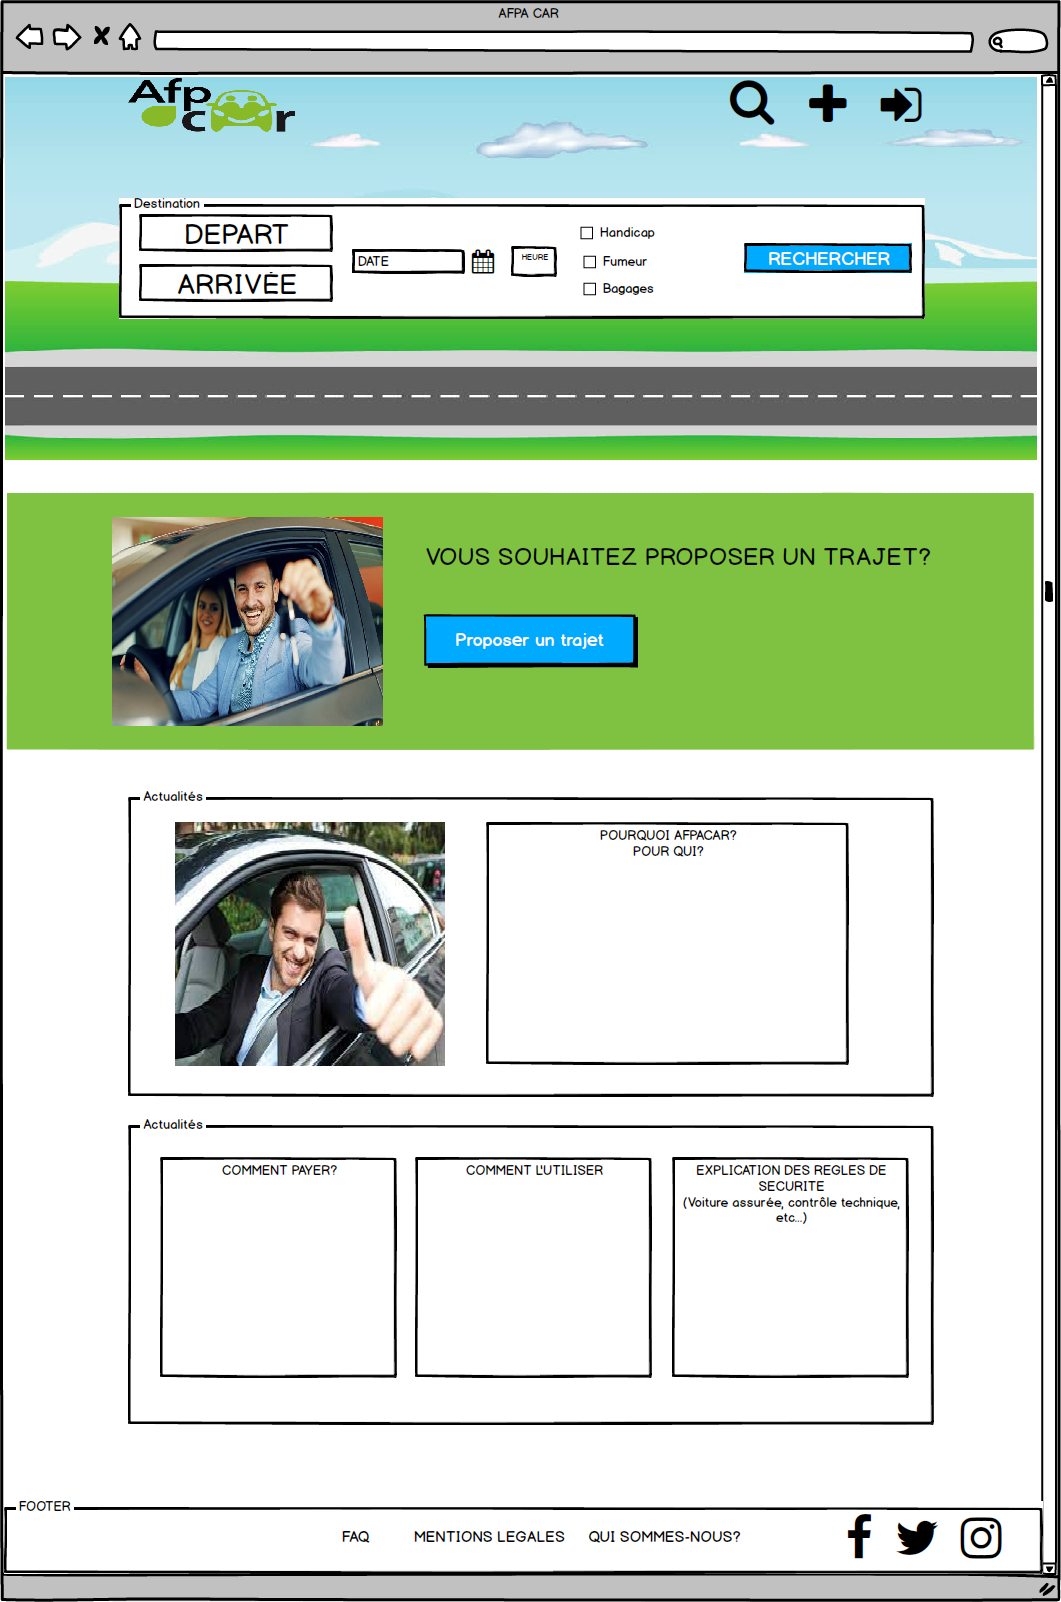 AFPA CAR
Afp
car
Destination
DEPART
ARRIVÉE
DATE
HEURE
Handicap
Fumeur
Bagages
RECHERCHER
VOUS SOUHAITEZ PROPOSER UN TRAJET?
Proposer un trajet
Actualités
POURQUOI AFPACAR?
POUR QUI?
Actualités
COMMENT PAYER?
COMMENT L'UTILISER
EXPLICATION DES REGLES DE
SECURITE
(Voiture assurée, contrôle technique,
etc...)
FOOTER
FAQ
MENTIONS LEGALES
QUI SOMMES-NOUS?